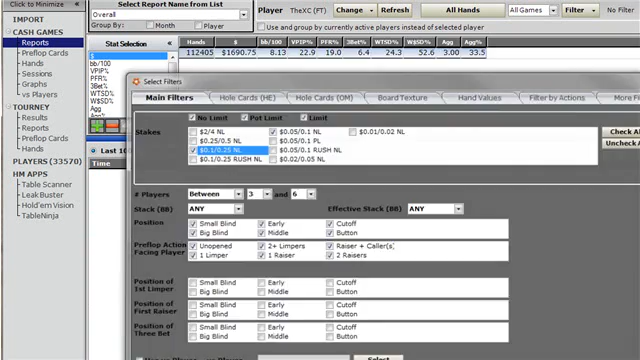 Click to Minimize
IMPORT
CASH GAMES
Reports
Preflop Cards
Hands
Sessions
Graphs
vs Players
TOURNEY
Results
Reports
Preflop Cards
Hands
PLAYERS (33570)
HM APPS
Table Scanner
Leak Buster
Hold'em Vision
TableNinja
Select Report Name from List
Overall
Group By: Month Player
Player TheXC (FT) Change Refresh All Hands All Games Filter No Filter
Use and group by currently active players instead of selected player
Stat Selection
$
bb/100
VPIP%
PFR%
3Bet%
WTSD%
W$SD%
Agg
Hands $ bb/100 VPIP% PFR% 3Bet% WTSD% W$SD% Agg Agg%
112405 $1690.75 8.13 22.9 19.0 6.4 24.3 52.6 3.00 33.5
Last 100
Time
Select Filters
Main Filters Hole Cards (HE) Hole Cards (OM) Board Texture Hand Values Filter by Actions More Fi
No Limit Pot Limit Limit
Stakes
$2/4 NL $0.05/0.1 NL $0.01/0.02 NL
$0.25/0.5 NL $0.05/0.1 PL
$0.1/0.25 NL $0.05/0.1 RUSH NL
$0.1/0.25 RUSH NL $0.02/0.05 NL
Check Al
Uncheck A
# Players Between 3 and 6
Stack (BB) ANY Effective Stack (BB) ANY
Position Small Blind Early Cutoff
Big Blind Middle Button
Preflop Action Facing Player Unopened 2+ Limpers Raiser + Caller(s)
1 Limper 1 Raiser 2 Raisers
Position of 1st Limper Small Blind Early Cutoff
Big Blind Middle Button
Position of First Raiser Small Blind Early Cutoff
Big Blind Middle Button
Position of Three Bet Small Blind Early Cutoff
Big Blind Middle Button
Select